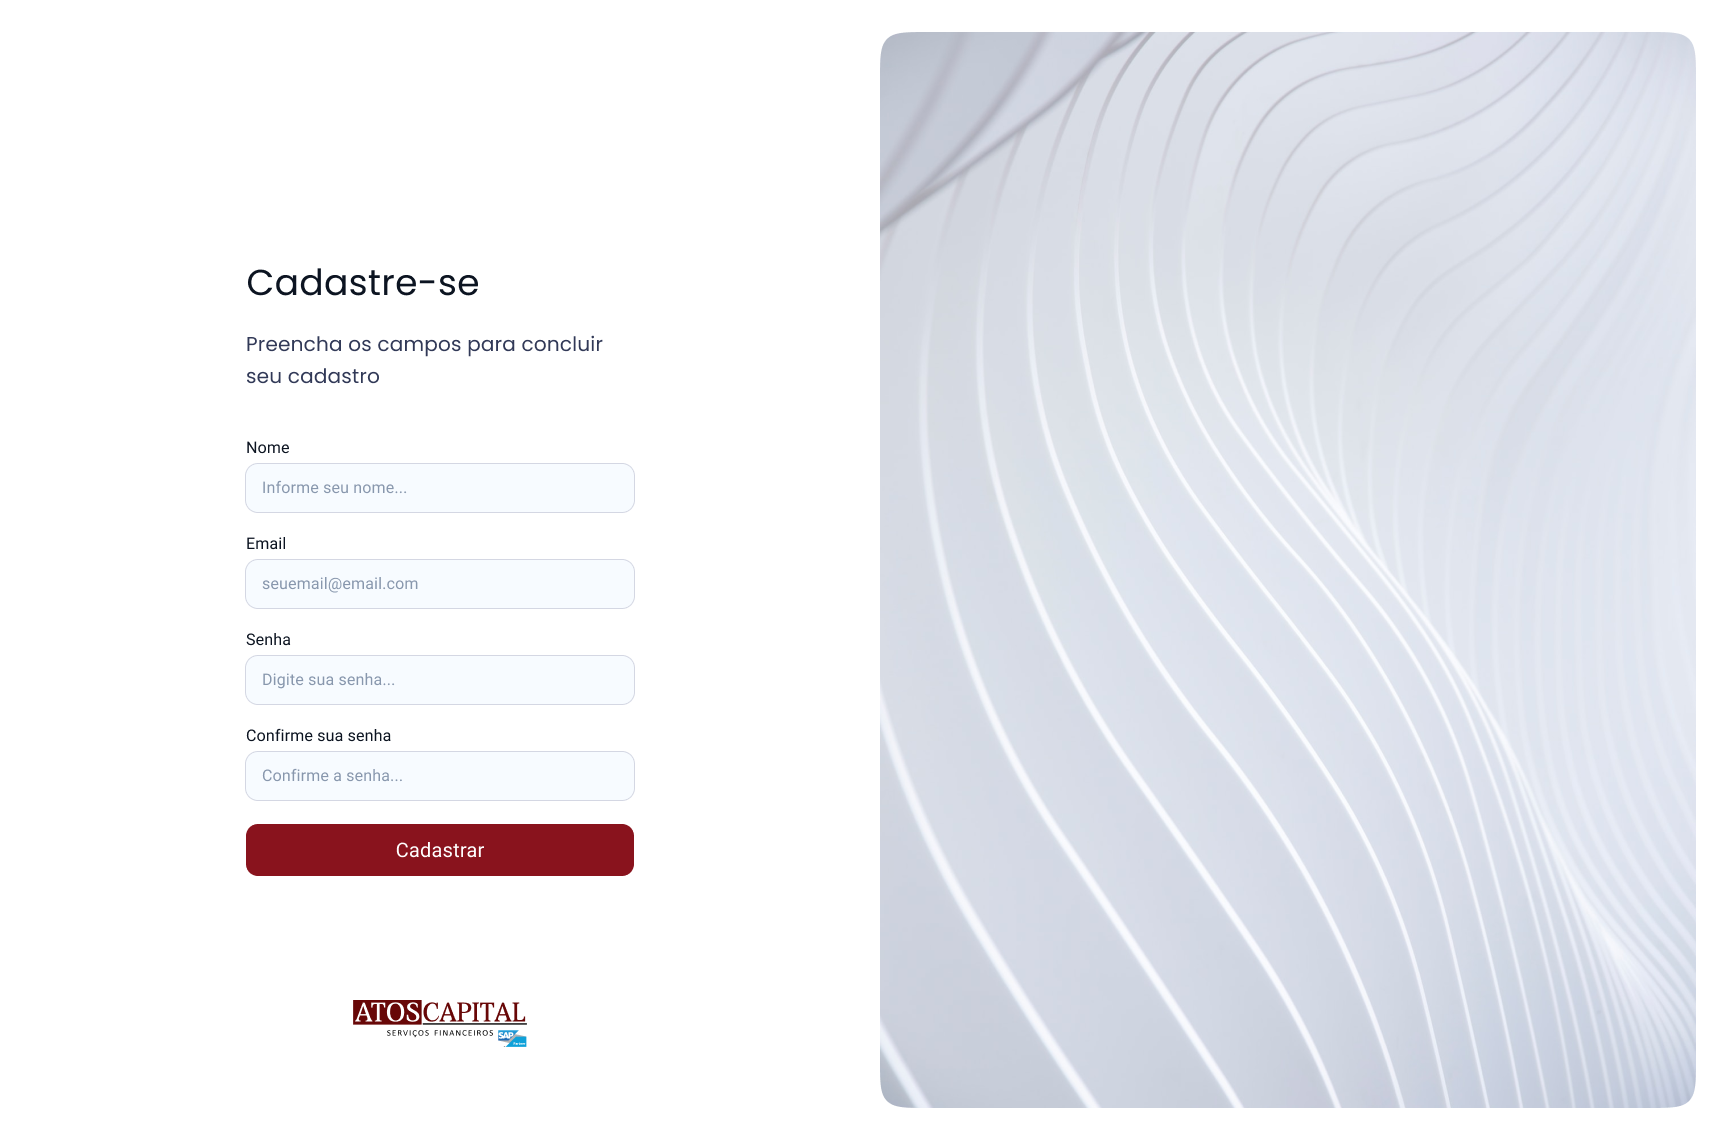 Cadastre-se
Preencha os campos para concluir
seu cadastro
Nome
Informe seu nome...
Email
seuemail@email.com
Senha
Digite sua senha...
Confirme sua senha
Confirme a senha...
Cadastrar
ATOSCAPITAL
SERVIÇOS FINANCEIROS
SAP